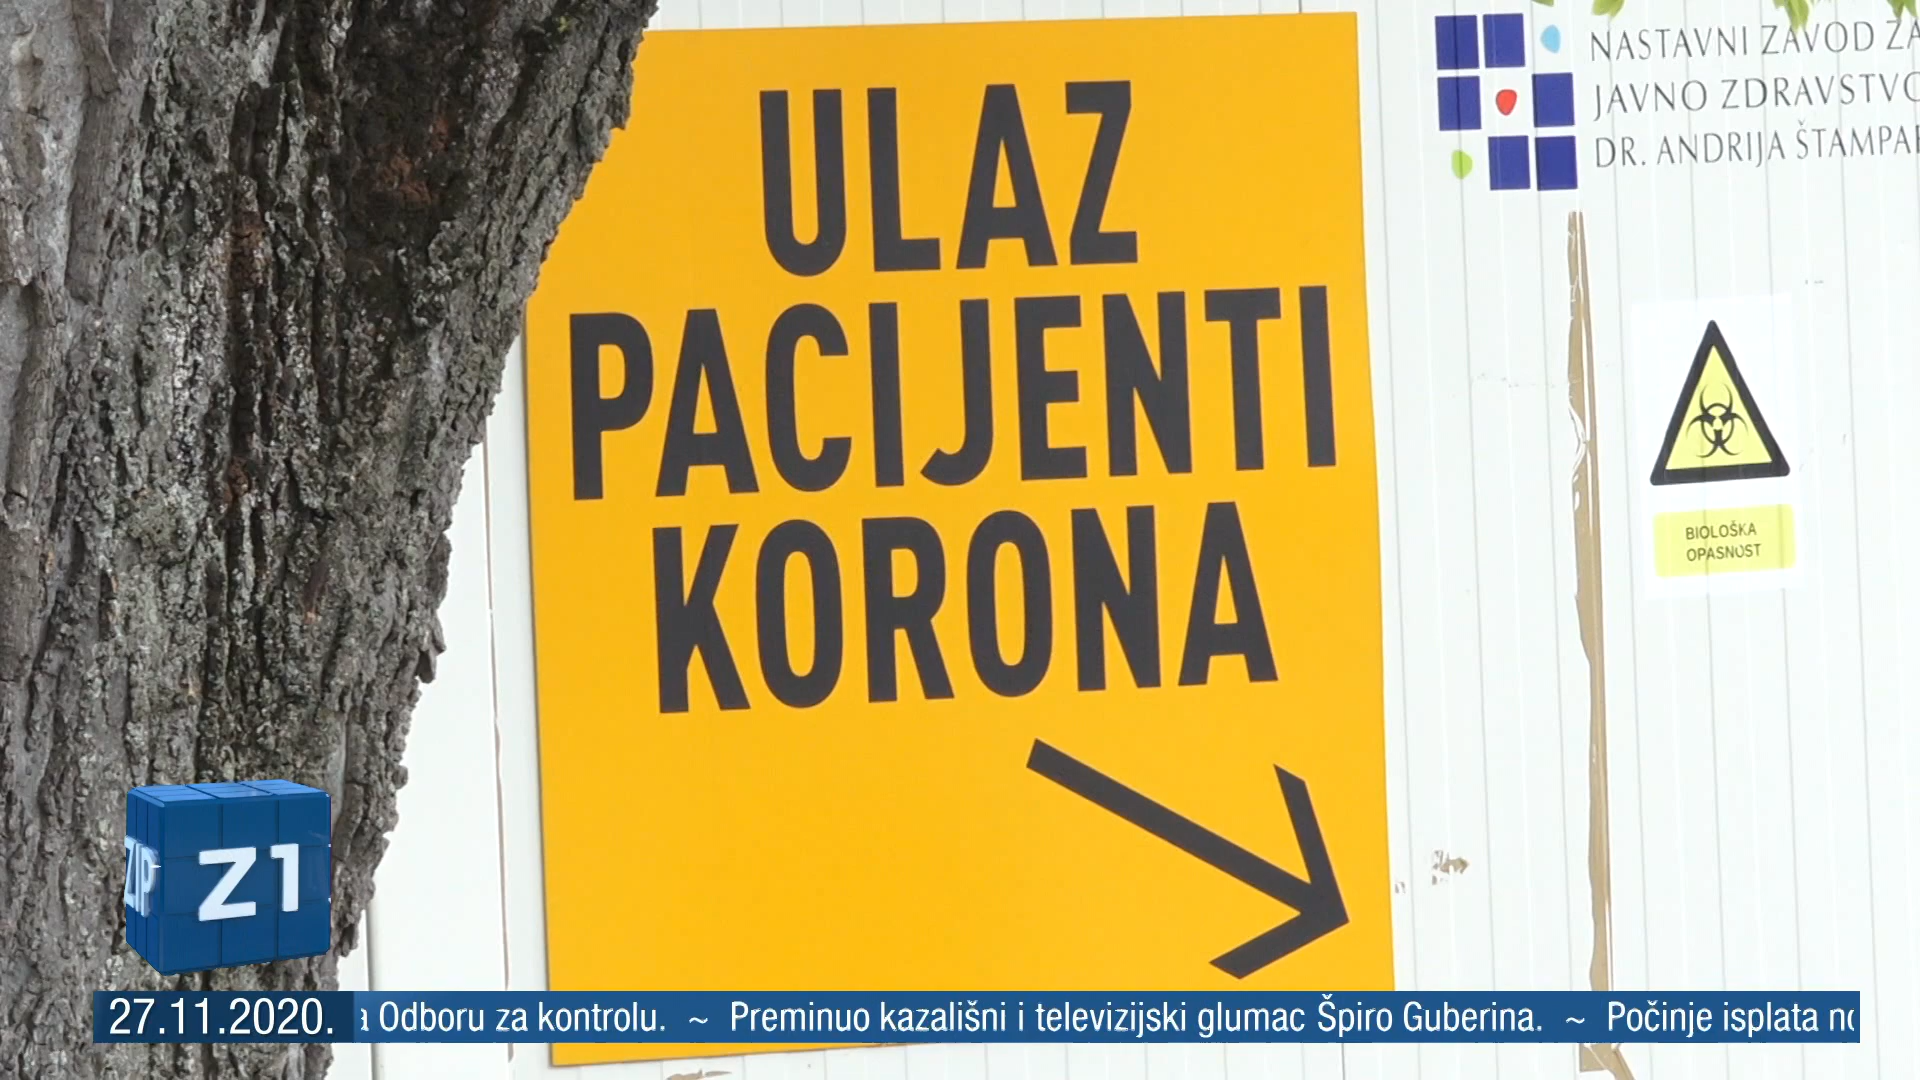 ULAZ
PACIJENTI
KORONA
NASTAVNI ZAVOD ZA
JAVNO ZDRAVSTVO
DR. ANDRIJA
BIOLOŠKA
OPASNOST
ZIP
Z1
27.11.2020.
Odboru za kontrolu. ~ Preminuo kazališni i televizijski glumac Špiro Guberina. ~ Počinje isplata